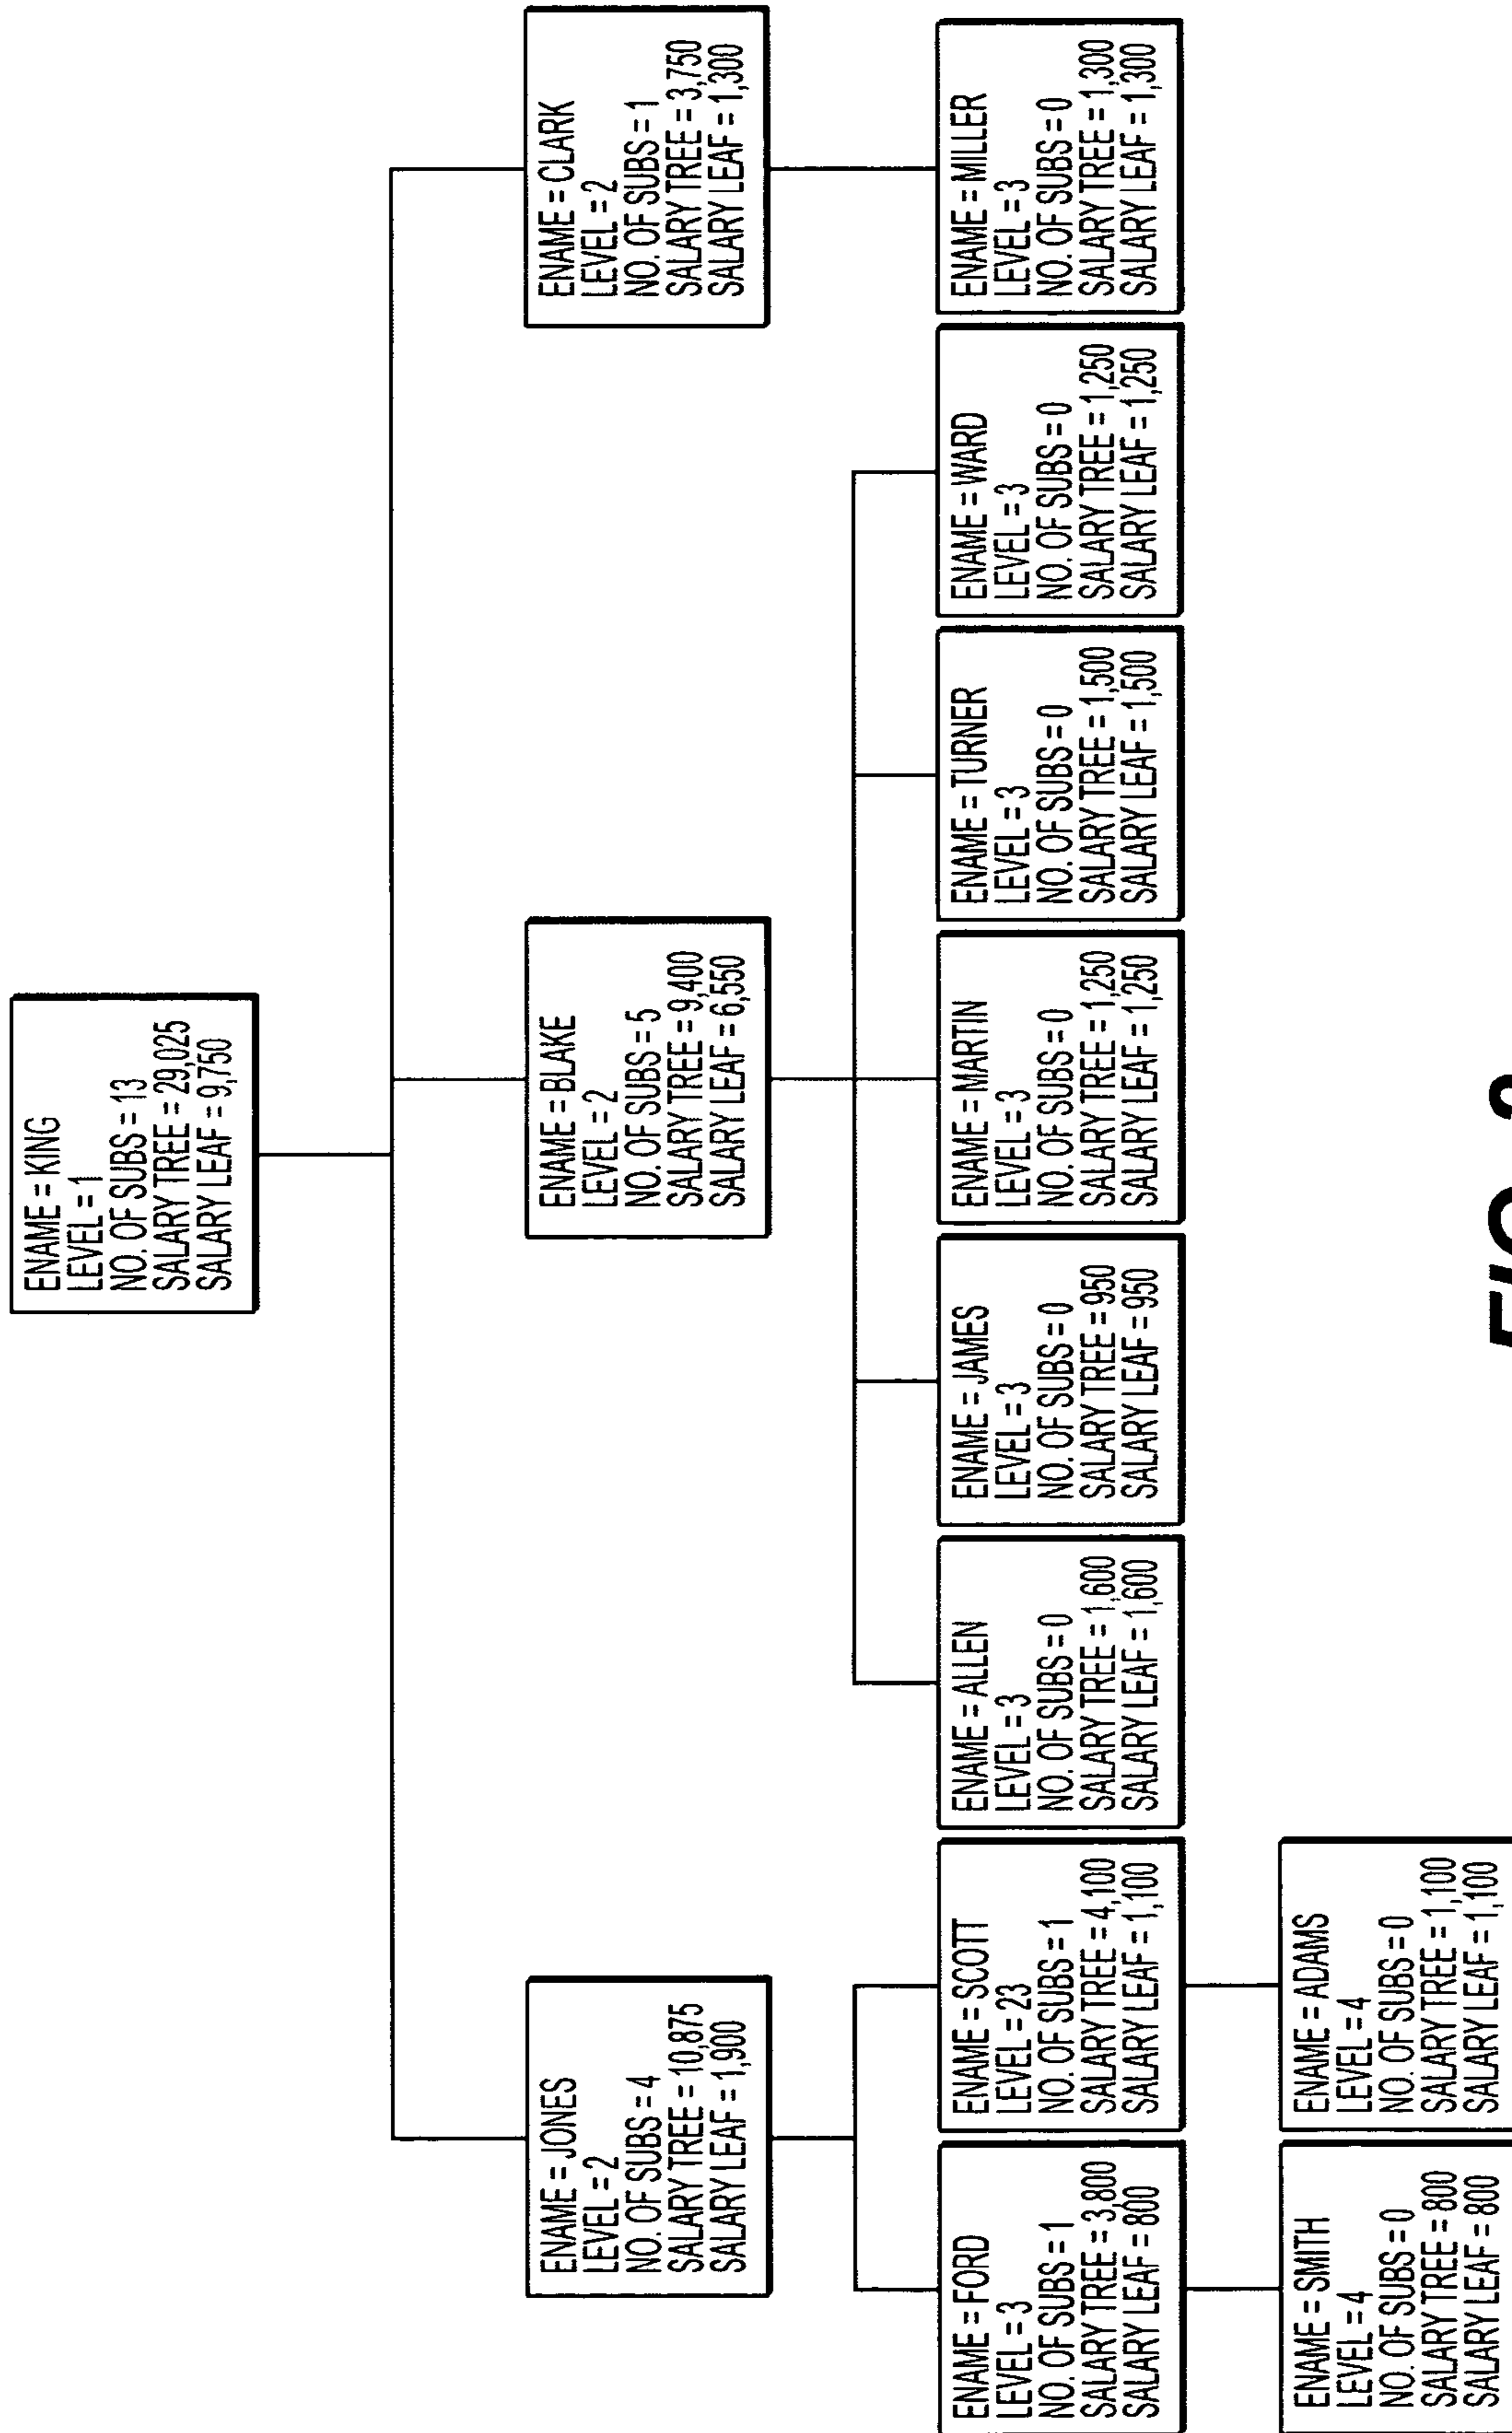 ENAME = KING
LEVEL = 1
NO. OF SUBS = 13
SALARY TREE = 29,025
SALARY LEAF = 9,750
ENAME = JONES
LEVEL = 2
NO. OF SUBS = 4
SALARY TREE = 10,875
SALARY LEAF = 1,900
ENAME = BLAKE
LEVEL = 2
NO. OF SUBS = 5
SALARY TREE = 9,400
SALARY LEAF = 6,550
ENAME = CLARK
LEVEL = 2
NO. OF SUBS = 1
SALARY TREE = 3,750
SALARY LEAF = 1,300
ENAME = FORD
LEVEL = 3
NO. OF SUBS = 1
SALARY TREE = 3,800
SALARY LEAF = 800
ENAME = SCOTT
LEVEL = 23
NO. OF SUBS = 1
SALARY TREE = 4,100
SALARY LEAF = 1,100
ENAME = ALLEN
LEVEL = 3
NO. OF SUBS = 0
SALARY TREE = 1,600
SALARY LEAF = 1,600
ENAME = JAMES
LEVEL = 3
NO. OF SUBS = 0
SALARY TREE = 950
SALARY LEAF = 950
ENAME = MARTIN
LEVEL = 3
NO. OF SUBS = 0
SALARY TREE = 1,250
SALARY LEAF = 1,250
ENAME = TURNER
LEVEL = 3
NO. OF SUBS = 0
SALARY TREE = 1,500
SALARY LEAF = 1,500
ENAME = WARD
LEVEL = 3
NO. OF SUBS = 0
SALARY TREE = 1,250
SALARY LEAF = 1,250
ENAME = MILLER
LEVEL = 3
NO. OF SUBS = 0
SALARY TREE = 1,300
SALARY LEAF = 1,300
ENAME = SMITH
LEVEL = 4
NO. OF SUBS = 0
SALARY TREE = 800
SALARY LEAF = 800
ENAME = ADAMS
LEVEL = 4
NO. OF SUBS = 0
SALARY TREE = 1,100
SALARY LEAF = 1,100
FIG.